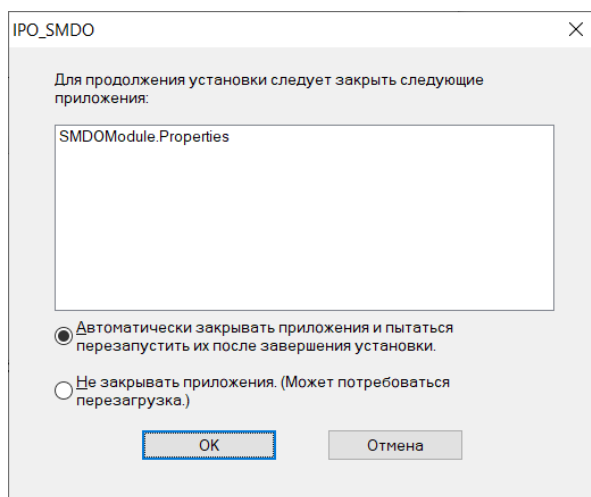 IPO_SMDO
Для продолжения установки следует закрыть следующие
приложения:
SMDOModule.Properties
Автоматически закрывать приложения и пытаться
перезапустить их после завершения установки.
Не закрывать приложения. (Может потребоваться
перезагрузка.)
OK
Отмена